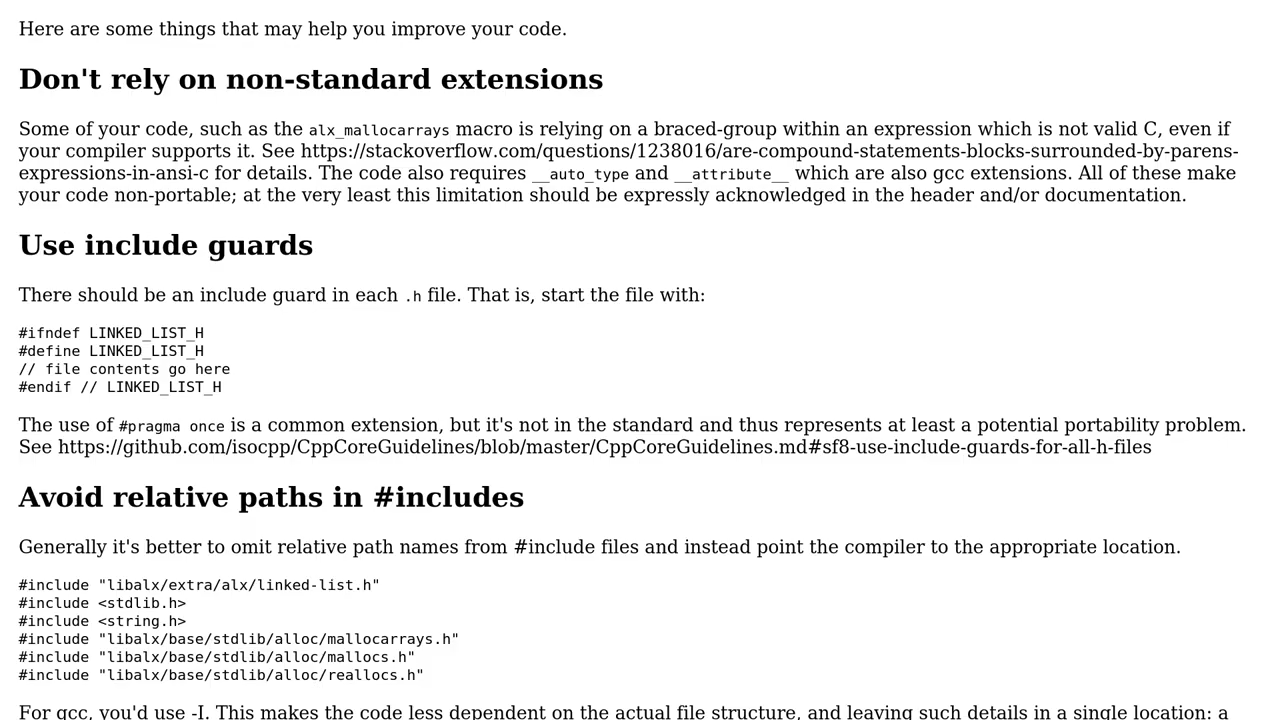 Here are some things that may help you improve your code.
Don't rely on non-standard extensions
Some of your code, such as the alx_mallocarrays macro is relying on a braced-group within an expression which is not valid C, even if
your compiler supports it. See https://stackoverflow.com/questions/1238016/are-compound-statements-blocks-surrounded-by-parens-
expressions-in-ansi-c for details. The code also requires __auto_type and __attribute__ which are also gcc extensions. All of these make
your code non-portable; at the very least this limitation should be expressly acknowledged in the header and/or documentation.
Use include guards
There should be an include guard in each .h file. That is, start the file with:
#ifndef LINKED_LIST_H
#define LINKED_LIST_H
// file contents go here
#endif // LINKED_LIST_H
The use of #pragma once is a common extension, but it's not in the standard and thus represents at least a potential portability problem.
See https://github.com/isocpp/CppCoreGuidelines/blob/master/CppCoreGuidelines.md#sf8-use-include-guards-for-all-h-files
Avoid relative paths in #includes
Generally it's better to omit relative path names from #include files and instead point the compiler to the appropriate location.
#include "libalx/extra/alx/linked-list.h"
#include <stdlib.h>
#include <string.h>
#include "libalx/base/stdlib/alloc/mallocarrays.h"
#include "libalx/base/stdlib/alloc/mallocs.h"
#include "libalx/base/stdlib/alloc/reallocs.h"
For gcc, you'd use -I. This makes the code less dependent on the actual file structure, and leaving such details in a single location: a